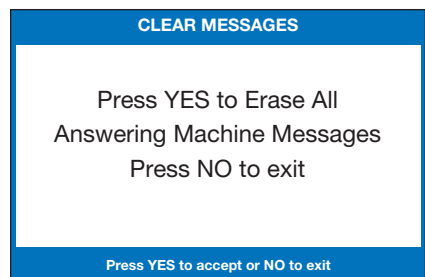 CLEAR MESSAGES
Press YES to Erase All
Answering Machine Messages
Press NO to exit
Press YES to accept or NO to exit